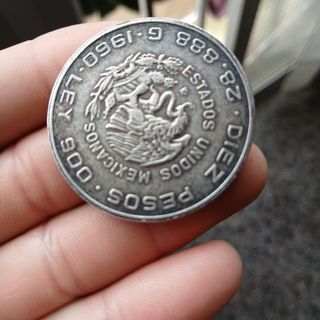 ESTADOS UNIDOS MEXICANOS
DIEZ PESOS
28.888 G·1960·LEY 900